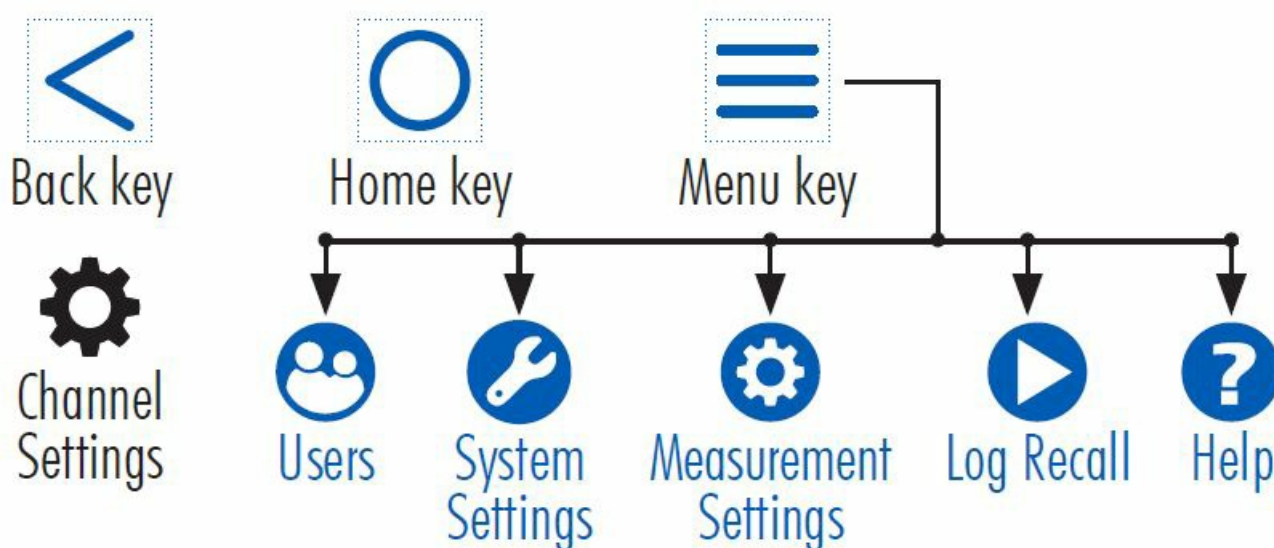 Back key
Home key
Menu key
Channel
Settings
Users
System
Settings
Measurement
Settings
Log Recall
?
Help